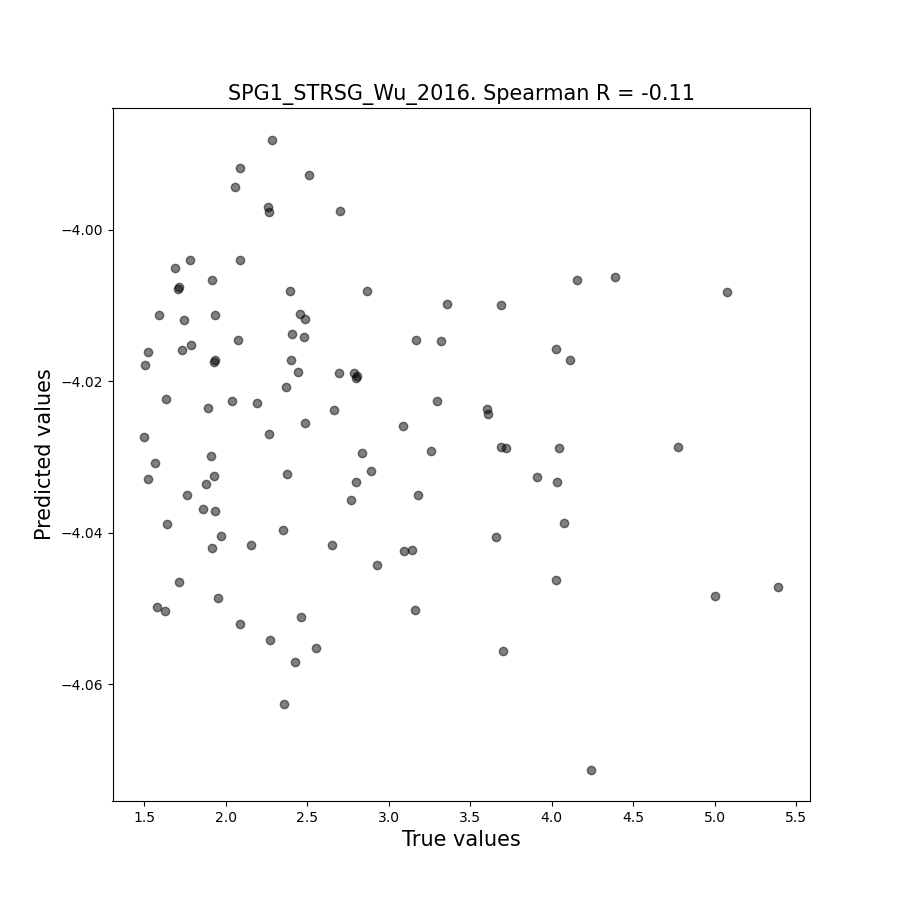 SPG1_STRSG_Wu_2016. Spearman R = -0.11
Predicted values
−4.00
−4.02
−4.04
−4.06
1.5 2.0 2.5 3.0 3.5 4.0 4.5 5.0 5.5
True values